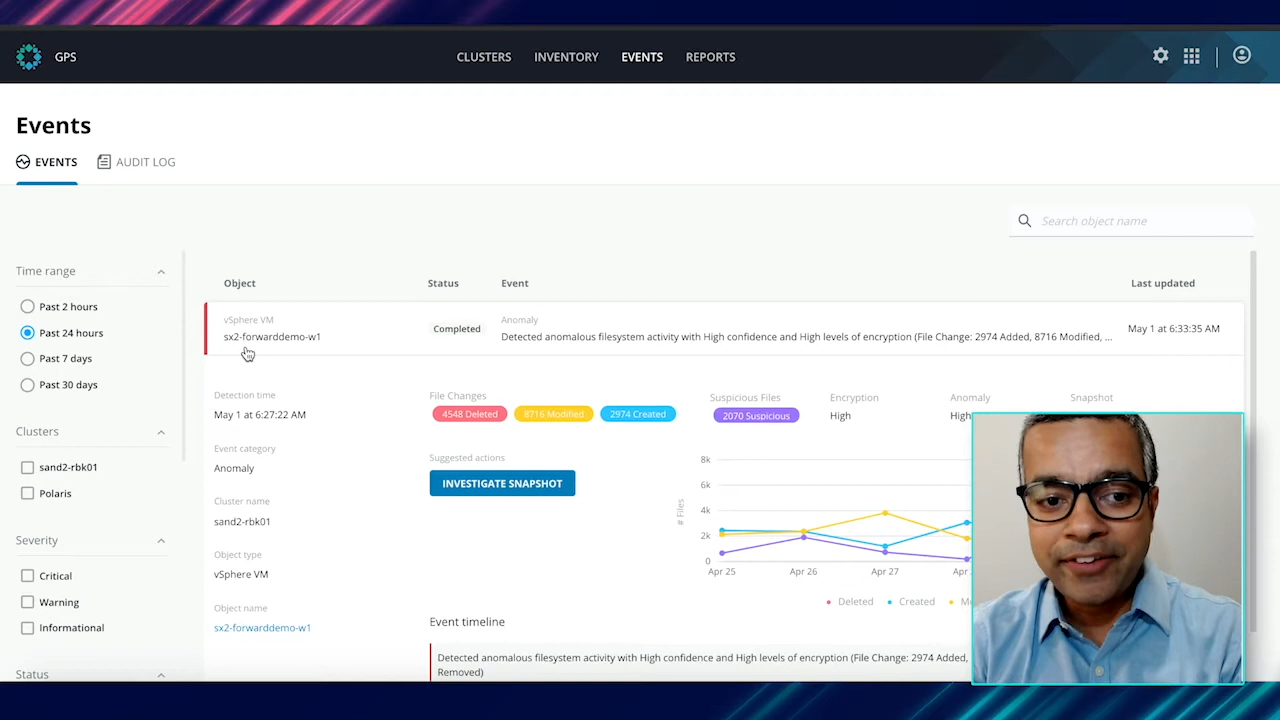 GPS
CLUSTERS INVENTORY EVENTS REPORTS
Events
EVENTS AUDIT LOG
Search object name
Time range
Past 2 hours
Past 24 hours
Past 7 days
Past 30 days
Clusters
sand2-rbk01
Polaris
Severity
Critical
Warning
Informational
Status
Object Status Event Last updated
vSphere VM
sx2-forwarddemo-w1
Completed
Anomaly
Detected anomalous filesystem activity with High confidence and High levels of encryption (File Change: 2974 Added, 8716 Modified, ...
May 1 at 6:33:35 AM
Detection time
May 1 at 6:27:22 AM
Event category
Anomaly
Cluster name
sand2-rbk01
Object type
vSphere VM
Object name
sx2-forwarddemo-w1
File Changes
4548 Deleted 8716 Modified 2974 Created
Suggested actions
INVESTIGATE SNAPSHOT
Suspicious Files
2070 Suspicious
Encryption
High
Anomaly
High
Snapshot
# Files
8k
6k
4k
2k
0
Apr 25 Apr 26 Apr 27 Apr
Deleted Created
Event timeline
Detected anomalous filesystem activity with High confidence and High levels of encryption (File Change: 2974 Added,
Removed)